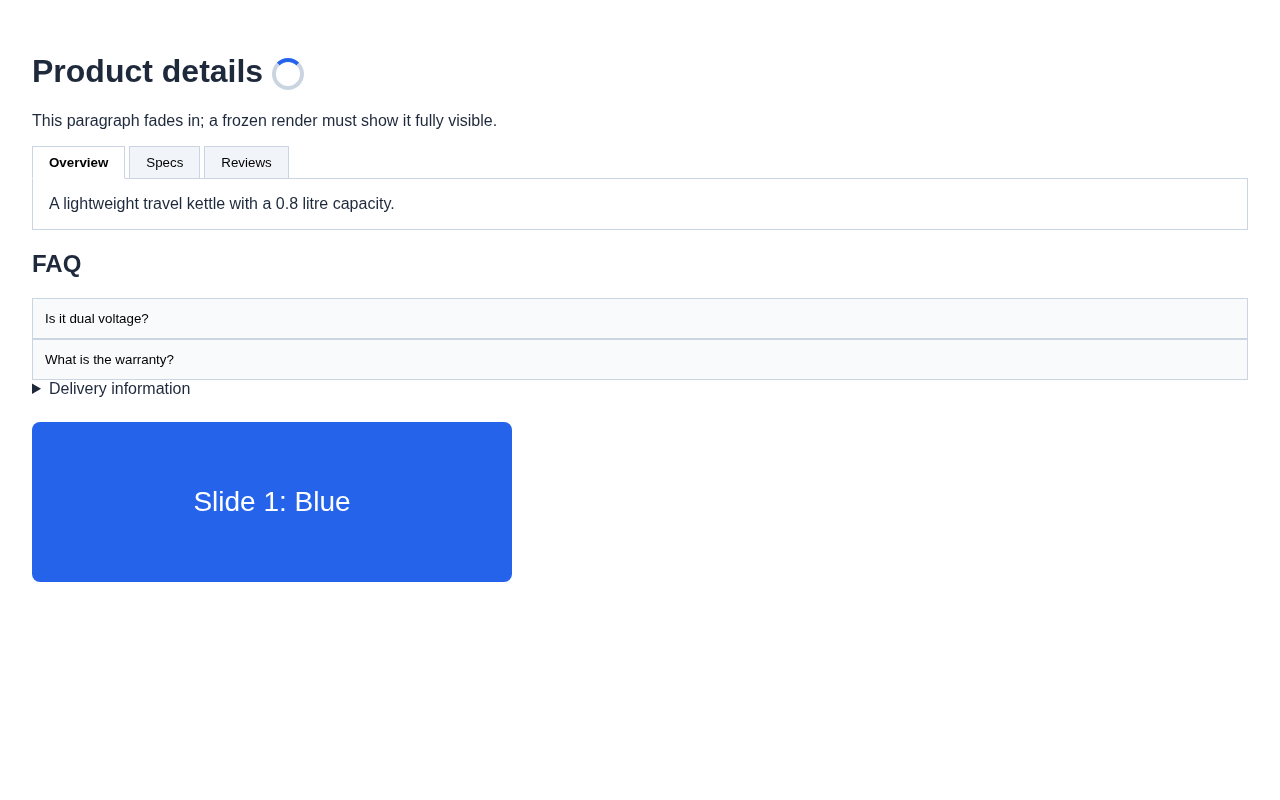 Product details
This paragraph fades in; a frozen render must show it fully visible.
Overview Specs Reviews
A lightweight travel kettle with a 0.8 litre capacity.
FAQ
Is it dual voltage?
What is the warranty?
Delivery information
Slide 1: Blue